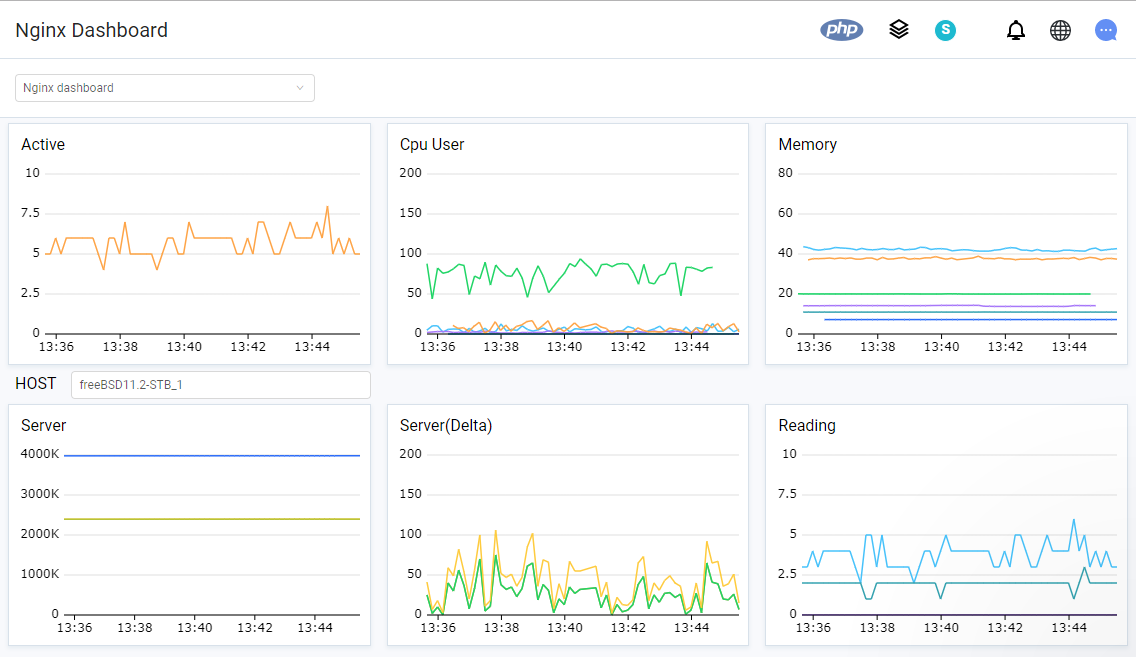 Nginx Dashboard
php
S
Nginx dashboard
Active
10
7.5
5
2.5
0
13:36 13:38 13:40 13:42 13:44
Cpu User
200
150
100
50
0
13:36 13:38 13:40 13:42 13:44
Memory
80
60
40
20
0
13:36 13:38 13:40 13:42 13:44
HOST freeBSD11.2-STB_1
Server
4000K
3000K
2000K
1000K
0
13:36 13:38 13:40 13:42 13:44
Server(Delta)
200
150
100
50
0
13:36 13:38 13:40 13:42 13:44
Reading
10
7.5
5
2.5
0
13:36 13:38 13:40 13:42 13:44